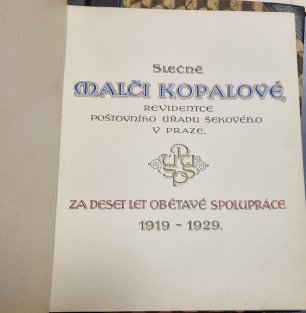 Slečně
MALČI KOPALOVÉ,
REVIDENTCE
POŠTOVNÍHO ÚŘADU ŠEKOVÉHO
V PRAZE.
ZA DESET LET OBĚTAVÉ SPOLUPRÁCE
1919 - 1929.